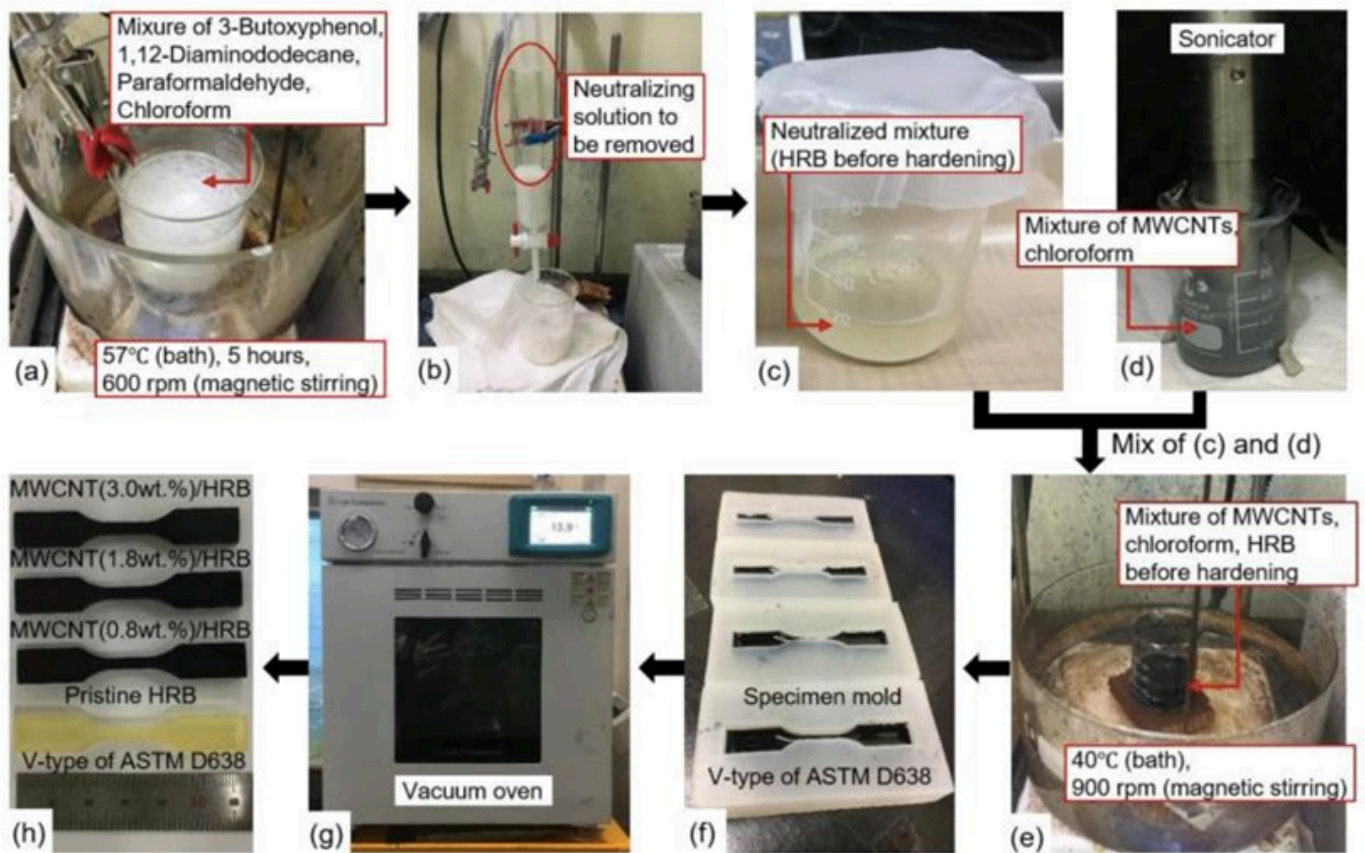 Mixure of 3-Butoxyphenol,
1,12-Diaminododecane,
Paraformaldehyde,
Chloroform
57℃ (bath), 5 hours,
600 rpm (magnetic stirring)
(a)
Neutralizing
solution to
be removed
(b)
Neutralized mixture
(HRB before hardening)
(c)
Sonicator
Mixture of MWCNTs,
chloroform
(d)
Mix of (c) and (d)
Mixture of MWCNTs,
chloroform, HRB
before hardening
40℃ (bath),
900 rpm (magnetic stirring)
(e)
Specimen mold
V-type of ASTM D638
(f)
13.9
Vacuum oven
(g)
MWCNT(3.0wt.%)/HRB
MWCNT(1.8wt.%)/HRB
MWCNT(0.8wt.%)/HRB
Pristine HRB
V-type of ASTM D638
(h)